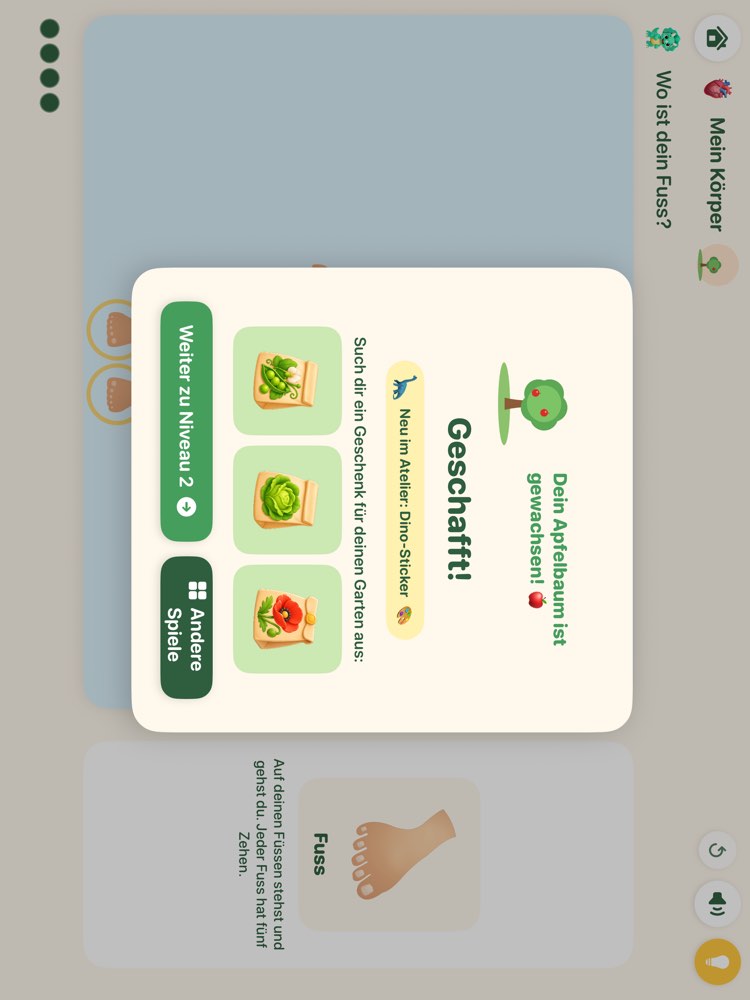 Mein Körper
Wo ist dein Fuss?
Dein Apfelbaum ist
gewachsen!
Geschafft!
Neu im Atelier: Dino-Sticker
Such dir ein Geschenk für deinen Garten aus:
Weiter zu Niveau 2
Andere
Spiele
Fuss
Auf deinen Füssen stehst und
gehst du. Jeder Fuss hat fünf
Zehen.